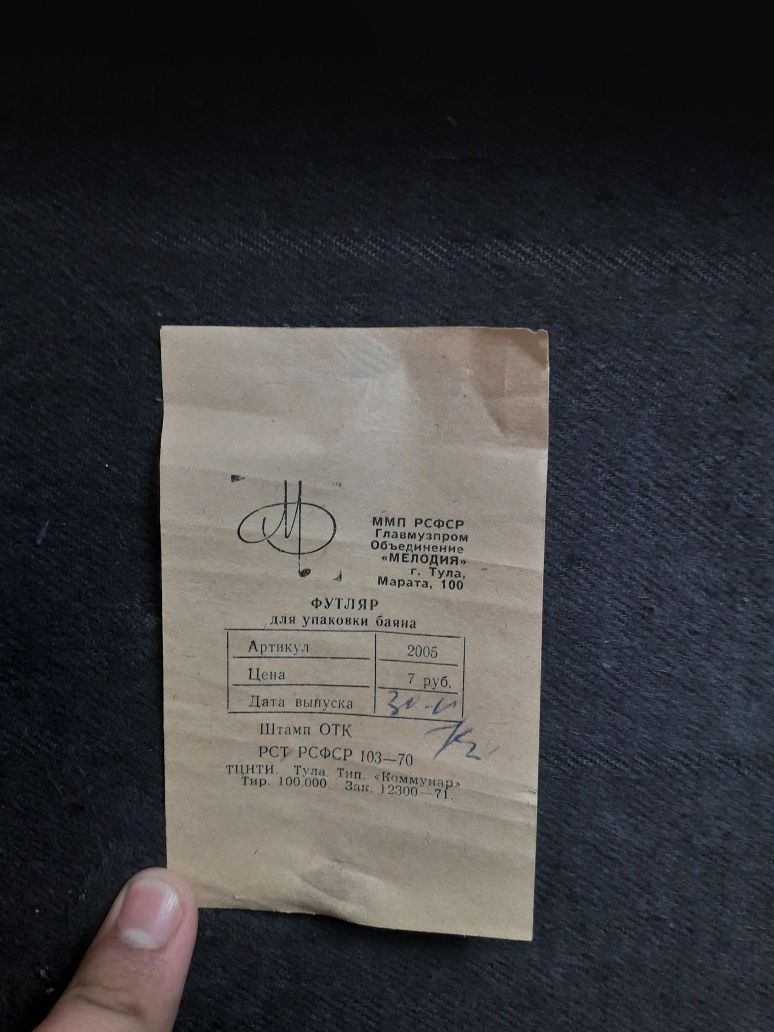 ММП РСФСР
Главмузпром
Объединение
«МЕЛОДИЯ»
г. Тула,
Марата, 100
ФУТЛЯР
для упаковки баяна
Артикул 2005
Цена 7 руб.
Дата выпуска
Штамп ОТК
РСТ РСФСР 103—70
ТЦНТИ. Тула Тип. «Коммунар»
Тир. 100.000 Зак. 12300—71.